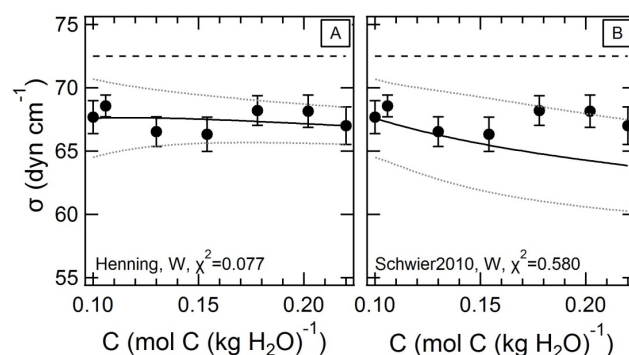 A
B
σ (dyn cm⁻¹)
75
70
65
60
55
Henning, W, χ²=0.077
Schwier2010, W, χ²=0.580
0.10
0.15
0.20
0.10
0.15
0.20
C (mol C (kg H₂O)⁻¹)
C (mol C (kg H₂O)⁻¹)